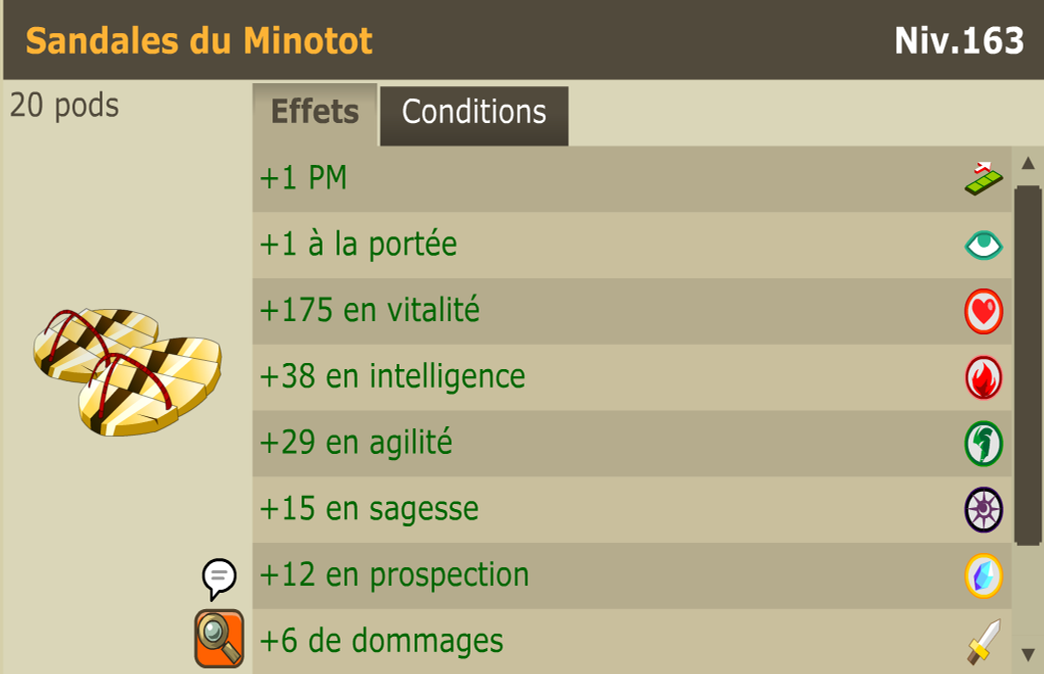 Sandales du Minotot
Niv.163
20 pods
Effets
Conditions
+1 PM
+1 à la portée
+175 en vitalité
+38 en intelligence
+29 en agilité
+15 en sagesse
+12 en prospection
+6 de dommages